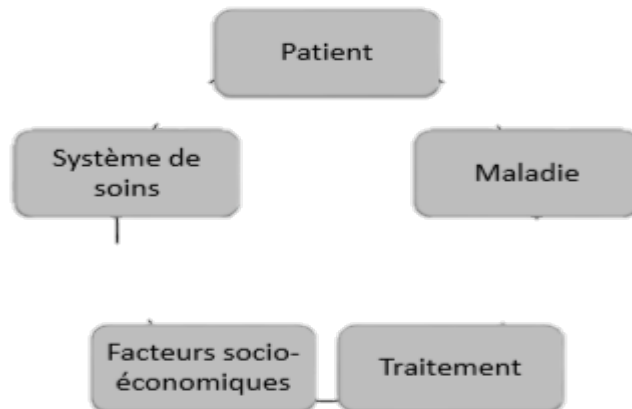 Patient
Système de
soins
Maladie
Facteurs socio-
économiques
Traitement